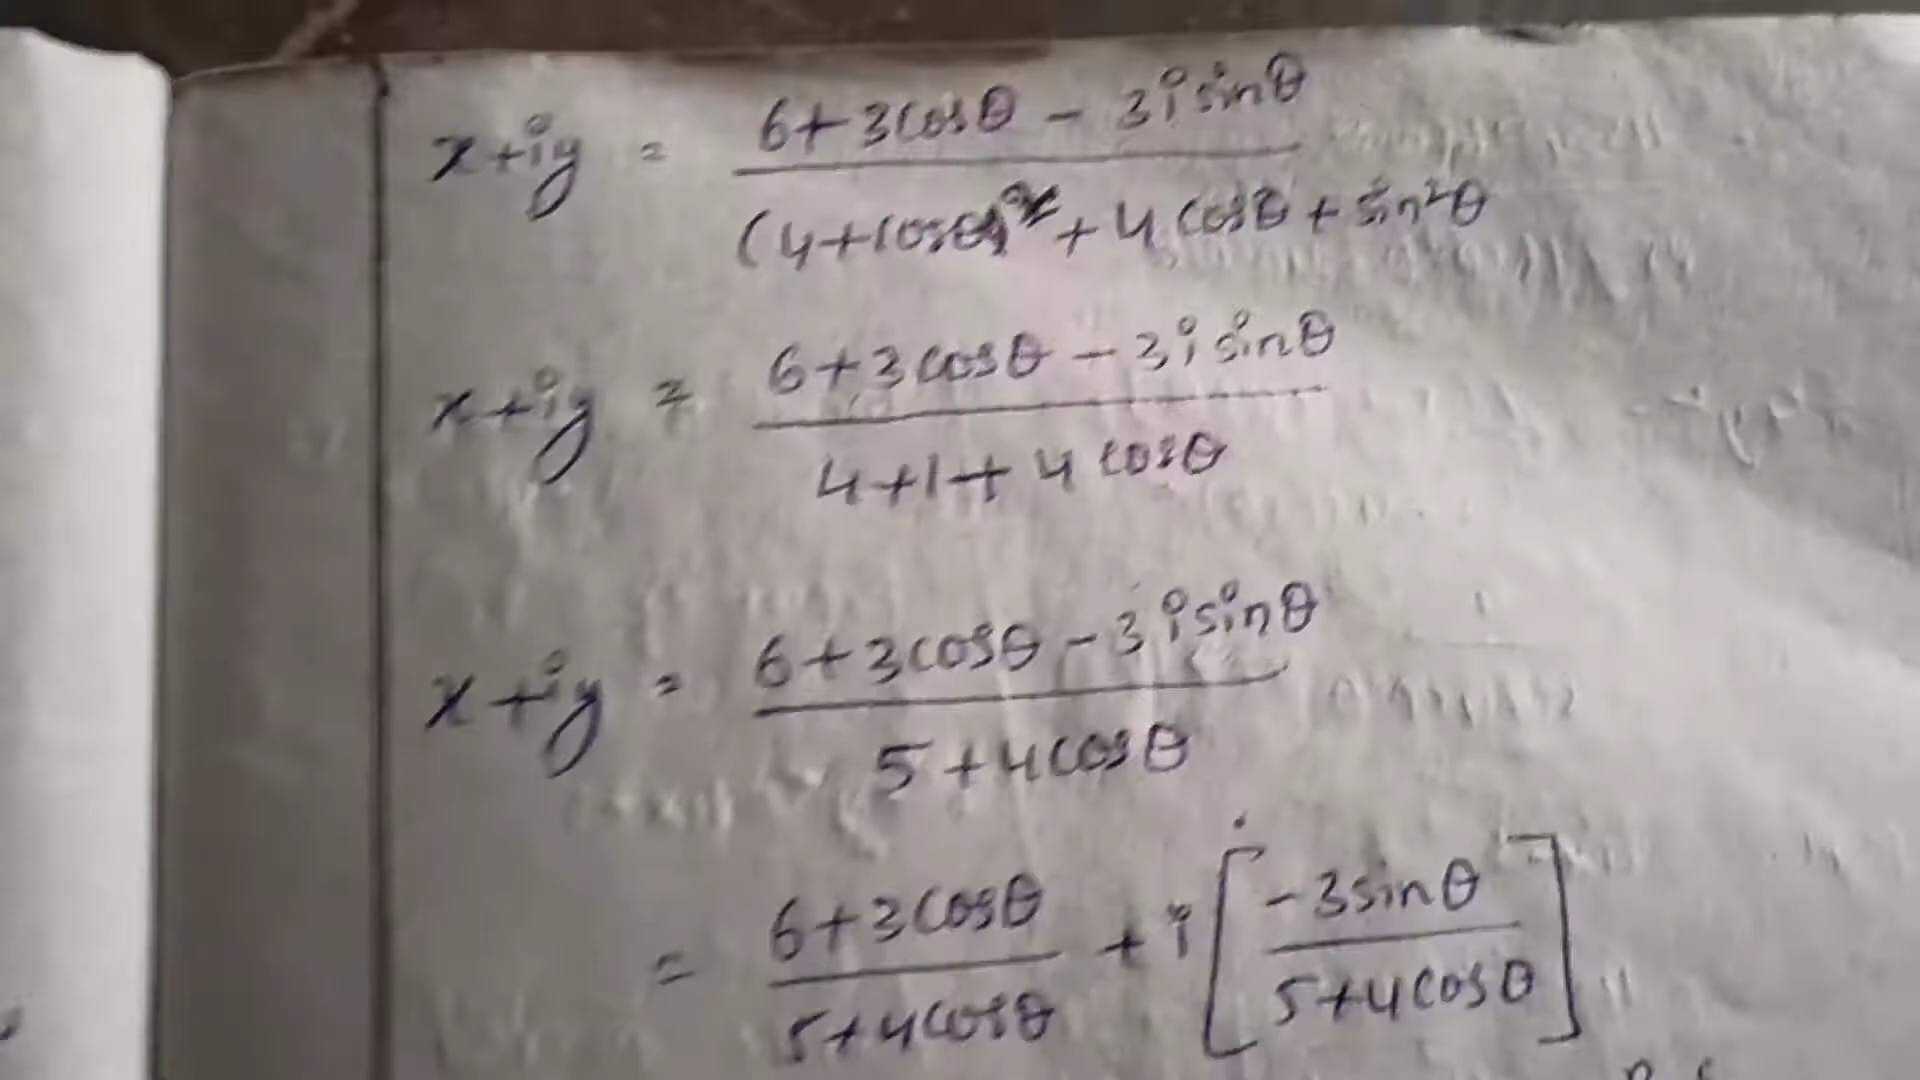 x+iy = 6+3cosθ - 3isinθ / (4+cosθ)² + 4cosθ + sin²θ
x+iy = 6+3cosθ - 3isinθ / 4+1+4cosθ
x+iy = 6+3cosθ - 3isinθ / 5+4cosθ
= 6+3cosθ / 5+4cosθ + i [ -3sinθ / 5+4cosθ ]